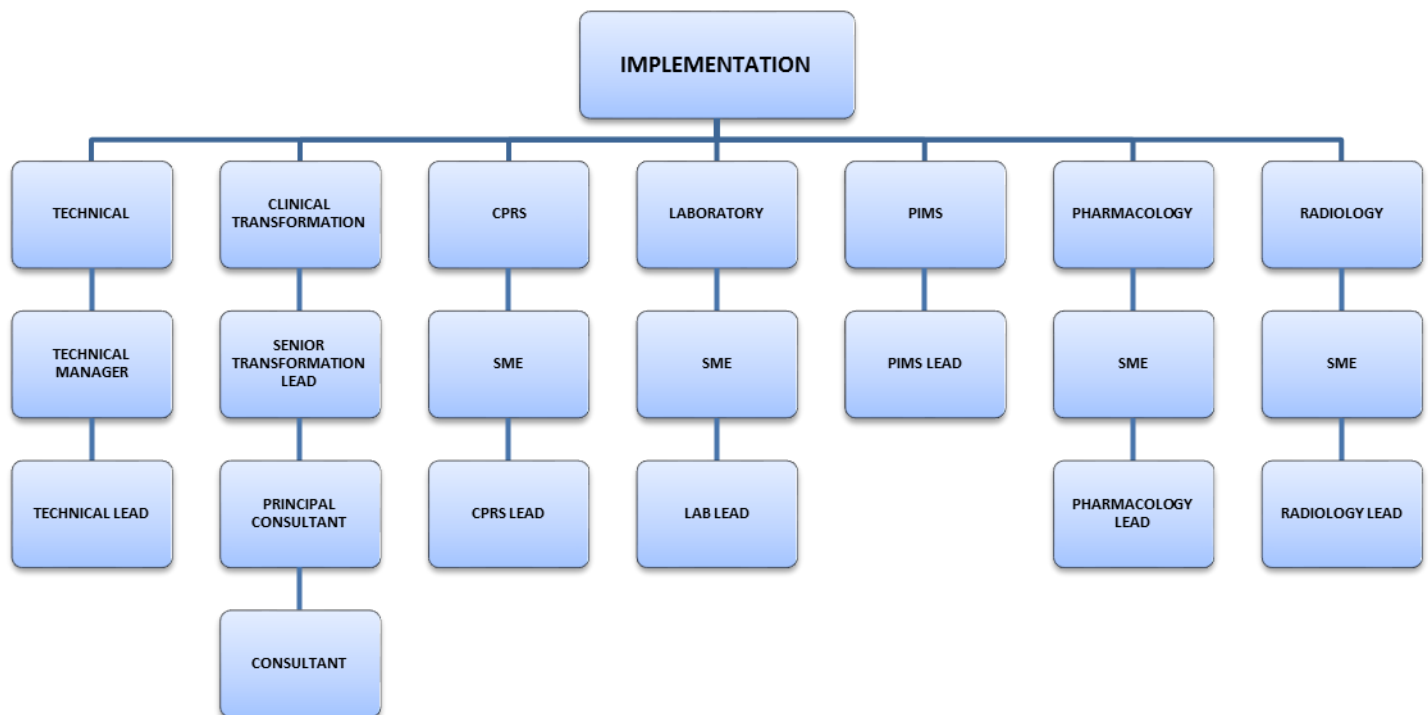 IMPLEMENTATION
TECHNICAL
CLINICAL
TRANSFORMATION
CPRS
LABORATORY
PIMS
PHARMACOLOGY
RADIOLOGY
TECHNICAL
MANAGER
SENIOR
TRANSFORMATION
LEAD
SME
SME
PIMS LEAD
SME
SME
TECHNICAL LEAD
PRINCIPAL
CONSULTANT
CPRS LEAD
LAB LEAD
PHARMACOLOGY
LEAD
RADIOLOGY LEAD
CONSULTANT